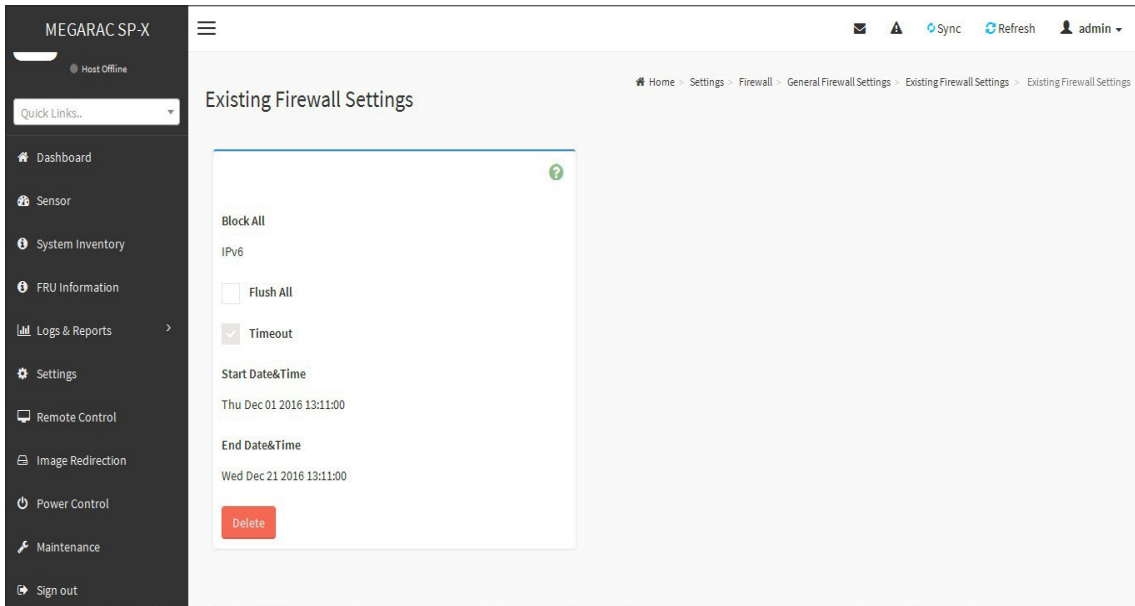 MEGARAC SP-X
Host Offline
Quick Links..
Dashboard
Sensor
System Inventory
FRU Information
Logs & Reports
Settings
Remote Control
Image Redirection
Power Control
Maintenance
Sign out
Sync
Refresh
admin
Existing Firewall Settings
Home > Settings > Firewall > General Firewall Settings > Existing Firewall Settings > Existing Firewall Settings
Block All
IPv6
Flush All
Timeout
Start Date&Time
Thu Dec 01 2016 13:11:00
End Date&Time
Wed Dec 21 2016 13:11:00
Delete